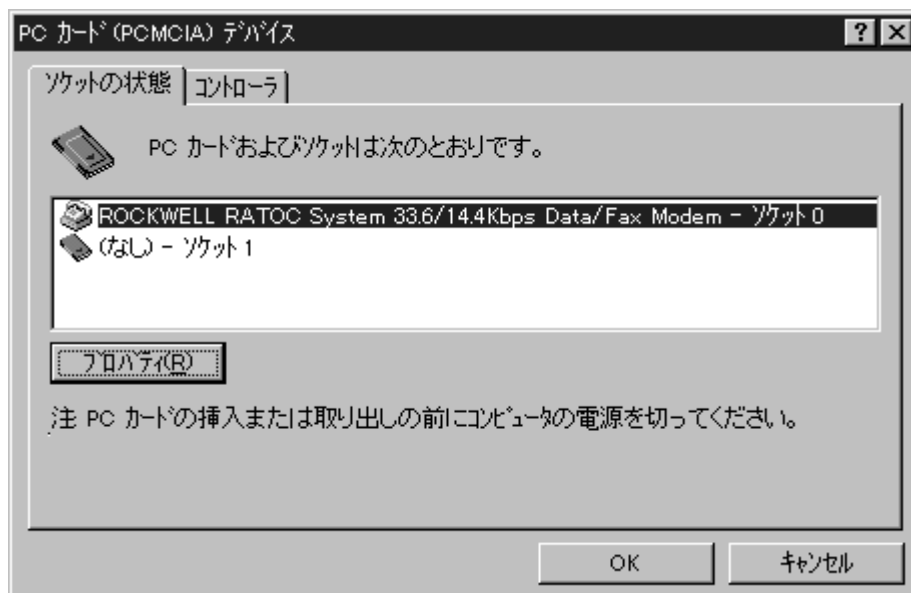 PC ｶｰﾄﾞ(PCMCIA) ﾃﾞﾊﾞｲｽ
ｿｹｯﾄの状態
ｺﾝﾄﾛｰﾗ
PC ｶｰﾄﾞおよびｿｹｯﾄは次のとおりです。
ROCKWELL RATOC System 33.6/14.4Kbps Data/Fax Modem - ｿｹｯﾄ 0
(なし) - ｿｹｯﾄ 1
ﾌﾟﾛﾊﾟﾃｨ(R)
注 PC ｶｰﾄﾞの挿入または取り出しの前にｺﾝﾋﾟｭｰﾀの電源を切ってください。
OK
ｷｬﾝｾﾙ